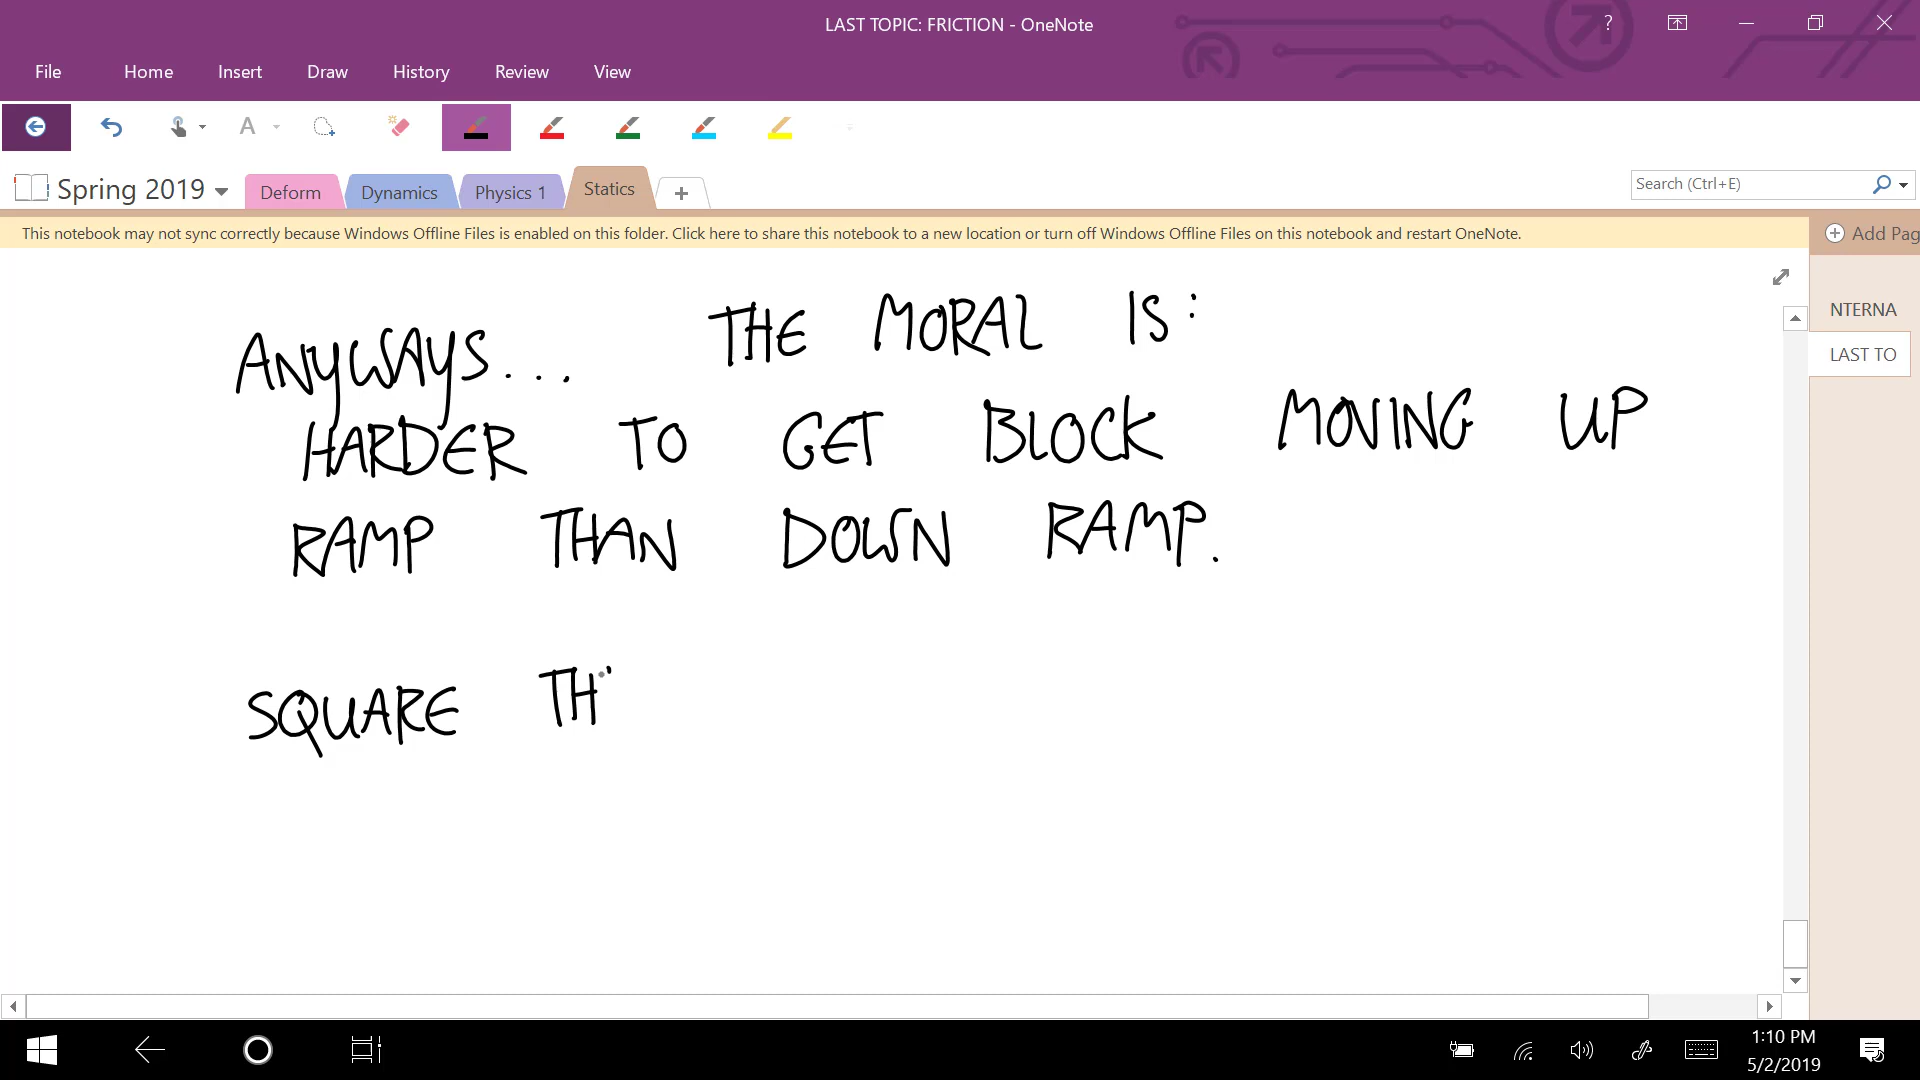 LAST TOPIC: FRICTION - OneNote
?
File Home Insert Draw History Review View
A
Spring 2019 Deform Dynamics Physics 1 Statics + Search (Ctrl+E)
This notebook may not sync correctly because Windows Offline Files is enabled on this folder. Click here to share this notebook to a new location or turn off Windows Offline Files on this notebook and restart OneNote.
Add Pag
NTERNA
LAST TO
ANYWAYS... THE MORAL IS:
HARDER TO GET BLOCK MOVING UP
RAMP THAN DOWN RAMP.
SQUARE TH
1:10 PM
5/2/2019